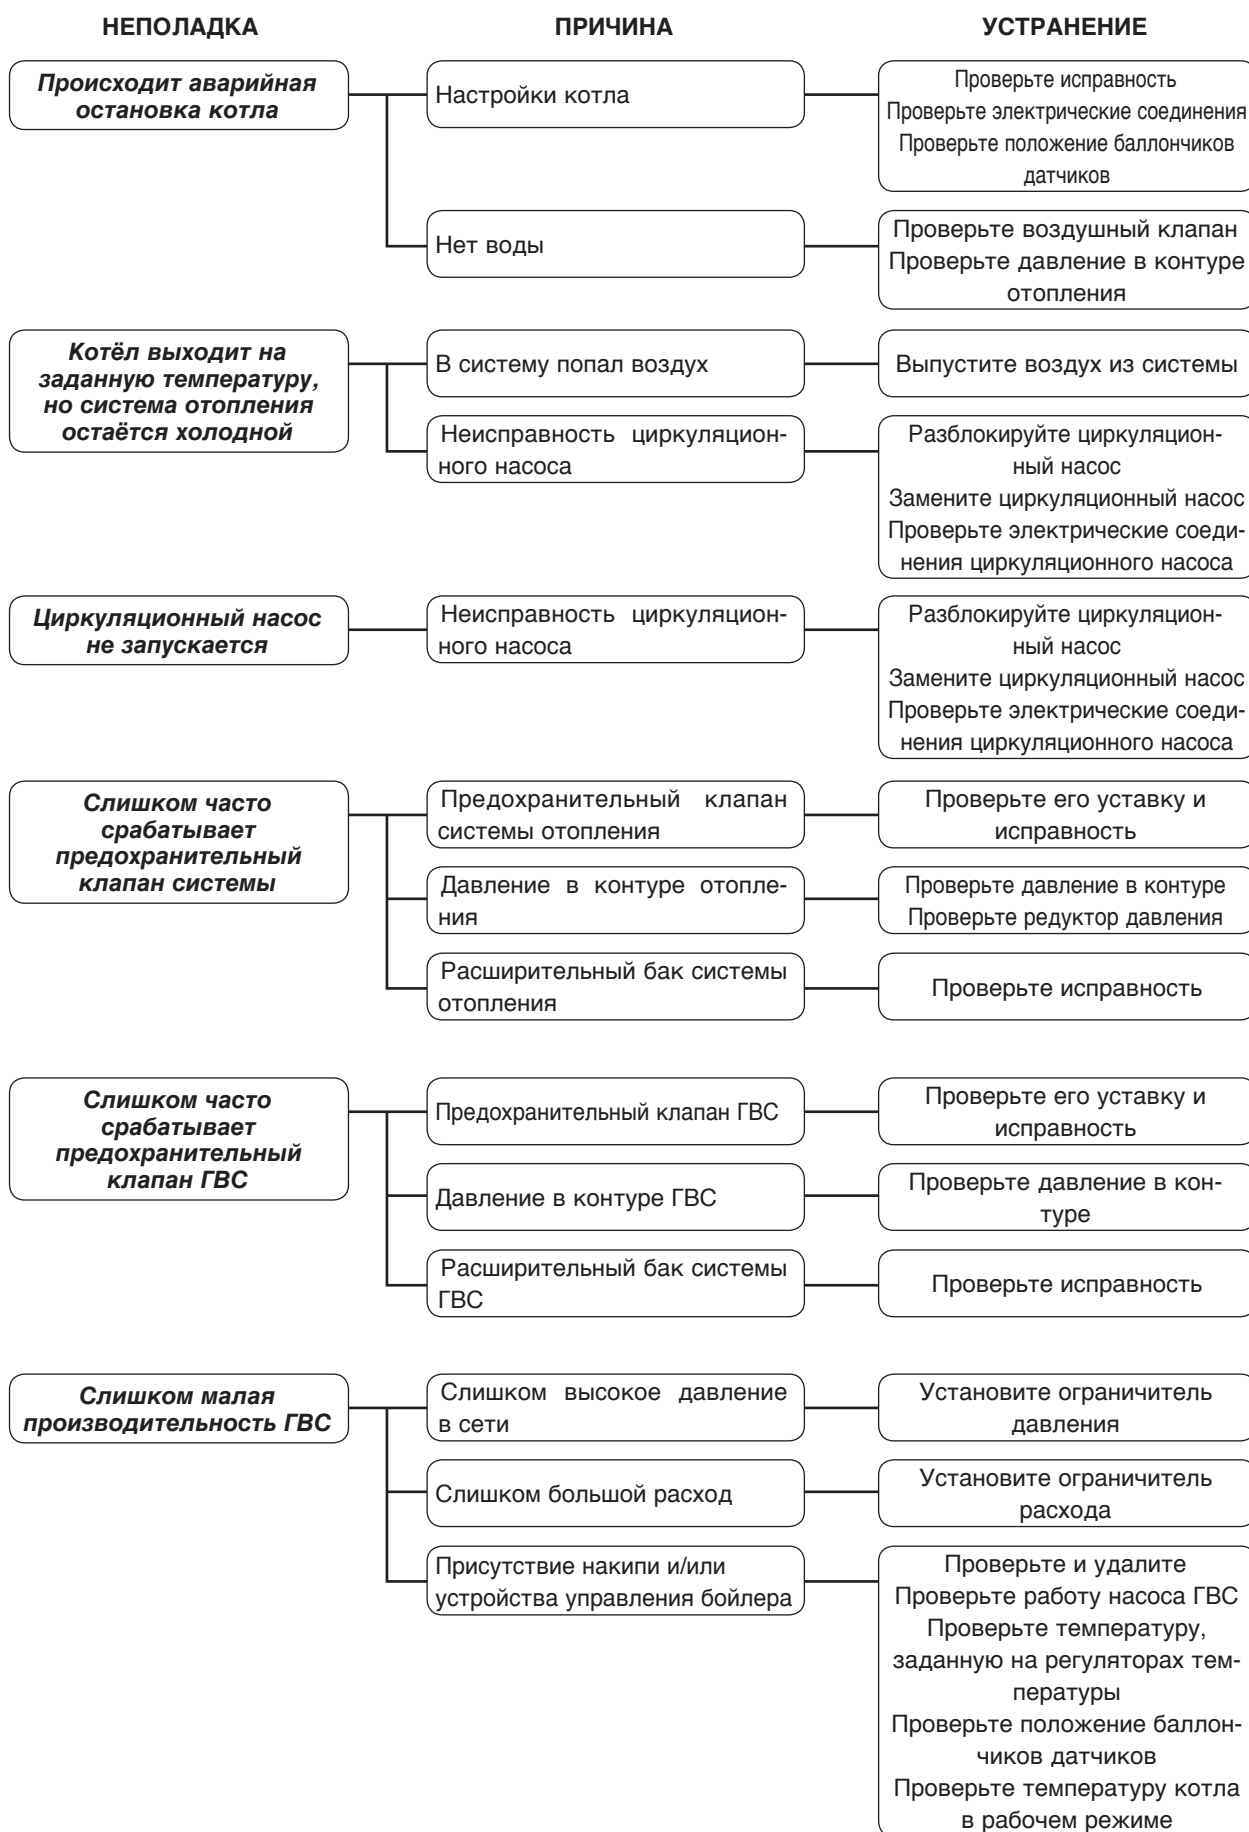 НЕПОЛАДКА
ПРИЧИНА
УСТРАНЕНИЕ
Происходит аварийная
остановка котла
Настройки котла
Проверьте исправность
Проверьте электрические соединения
Проверьте положение баллончиков
датчиков
Нет воды
Проверьте воздушный клапан
Проверьте давление в контуре
отопления
Котёл выходит на
заданную температуру,
но система отопления
остаётся холодной
В систему попал воздух
Выпустите воздух из системы
Неисправность циркуляцион-
ного насоса
Разблокируйте циркуляцион-
ный насос
Замените циркуляционный насос
Проверьте электрические соеди-
нения циркуляционного насоса
Циркуляционный насос
не запускается
Неисправность циркуляцион-
ного насоса
Разблокируйте циркуляцион-
ный насос
Замените циркуляционный насос
Проверьте электрические соеди-
нения циркуляционного насоса
Слишком часто
срабатывает
предохранительный
клапан системы
Предохранительный клапан
системы отопления
Проверьте его уставку и
исправность
Давление в контуре отопле-
ния
Проверьте давление в контуре
Проверьте редуктор давления
Расширительный бак системы
отопления
Проверьте исправность
Слишком часто
срабатывает
предохранительный
клапан ГВС
Предохранительный клапан ГВС
Проверьте его уставку и
исправность
Давление в контуре ГВС
Проверьте давление в кон-
туре
Расширительный бак системы
ГВС
Проверьте исправность
Слишком малая
производительность ГВС
Слишком высокое давление
в сети
Установите ограничитель
давления
Слишком большой расход
Установите ограничитель
расхода
Присутствие накипи и/или
устройства управления бойлера
Проверьте и удалите
Проверьте работу насоса ГВС
Проверьте температуру,
заданную на регуляторах тем-
пературы
Проверьте положение баллон-
чиков датчиков
Проверьте температуру котла
в рабочем режиме